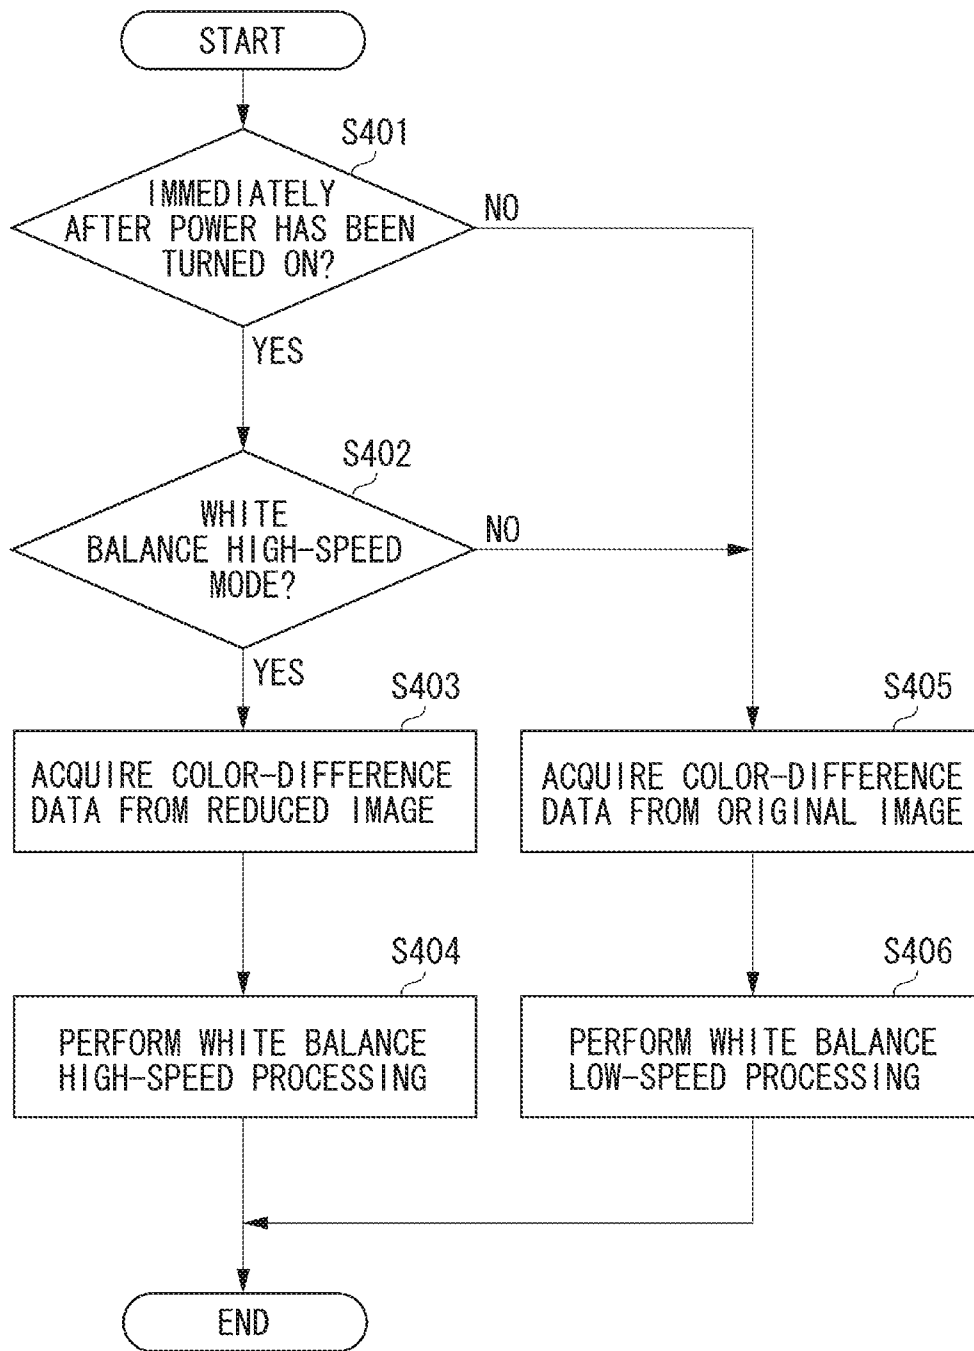 START
S401
IMMEDIATELY
AFTER POWER HAS BEEN
TURNED ON?
NO
YES
S402
WHITE
BALANCE HIGH-SPEED
MODE?
NO
YES
S403
ACQUIRE COLOR-DIFFERENCE
DATA FROM REDUCED IMAGE
S405
ACQUIRE COLOR-DIFFERENCE
DATA FROM ORIGINAL IMAGE
S404
PERFORM WHITE BALANCE
HIGH-SPEED PROCESSING
S406
PERFORM WHITE BALANCE
LOW-SPEED PROCESSING
END